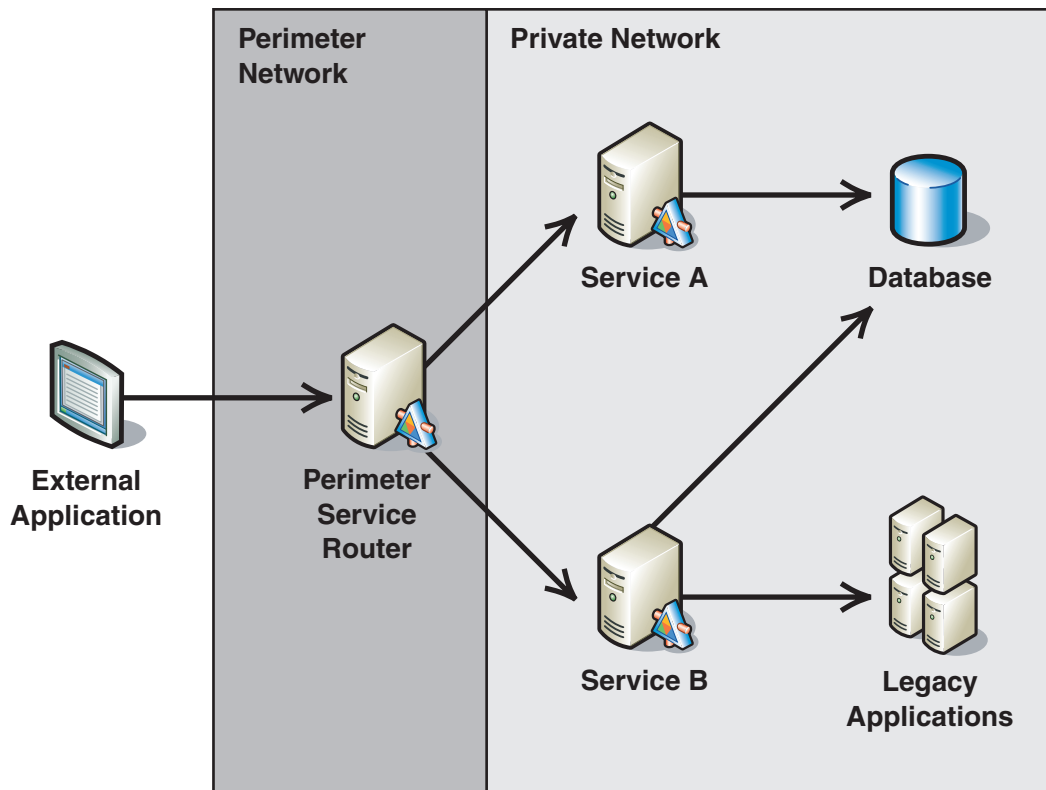 Perimeter
Network
Private Network
Service A
Database
External
Application
Perimeter
Service
Router
Service B
Legacy
Applications